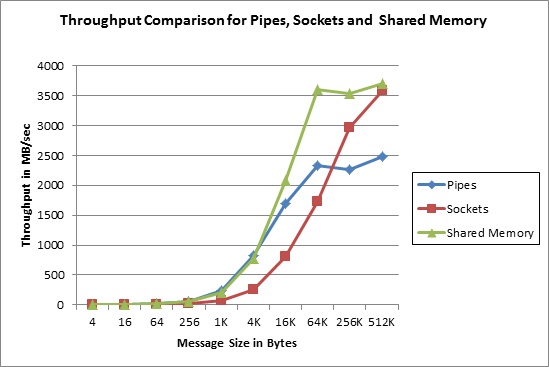 Throughput Comparison for Pipes, Sockets and Shared Memory
Throughput in MB/sec
4000
3500
3000
2500
2000
1500
1000
500
0
4 16 64 256 1K 4K 16K 64K 256K 512K
Message Size in Bytes
Pipes
Sockets
Shared Memory